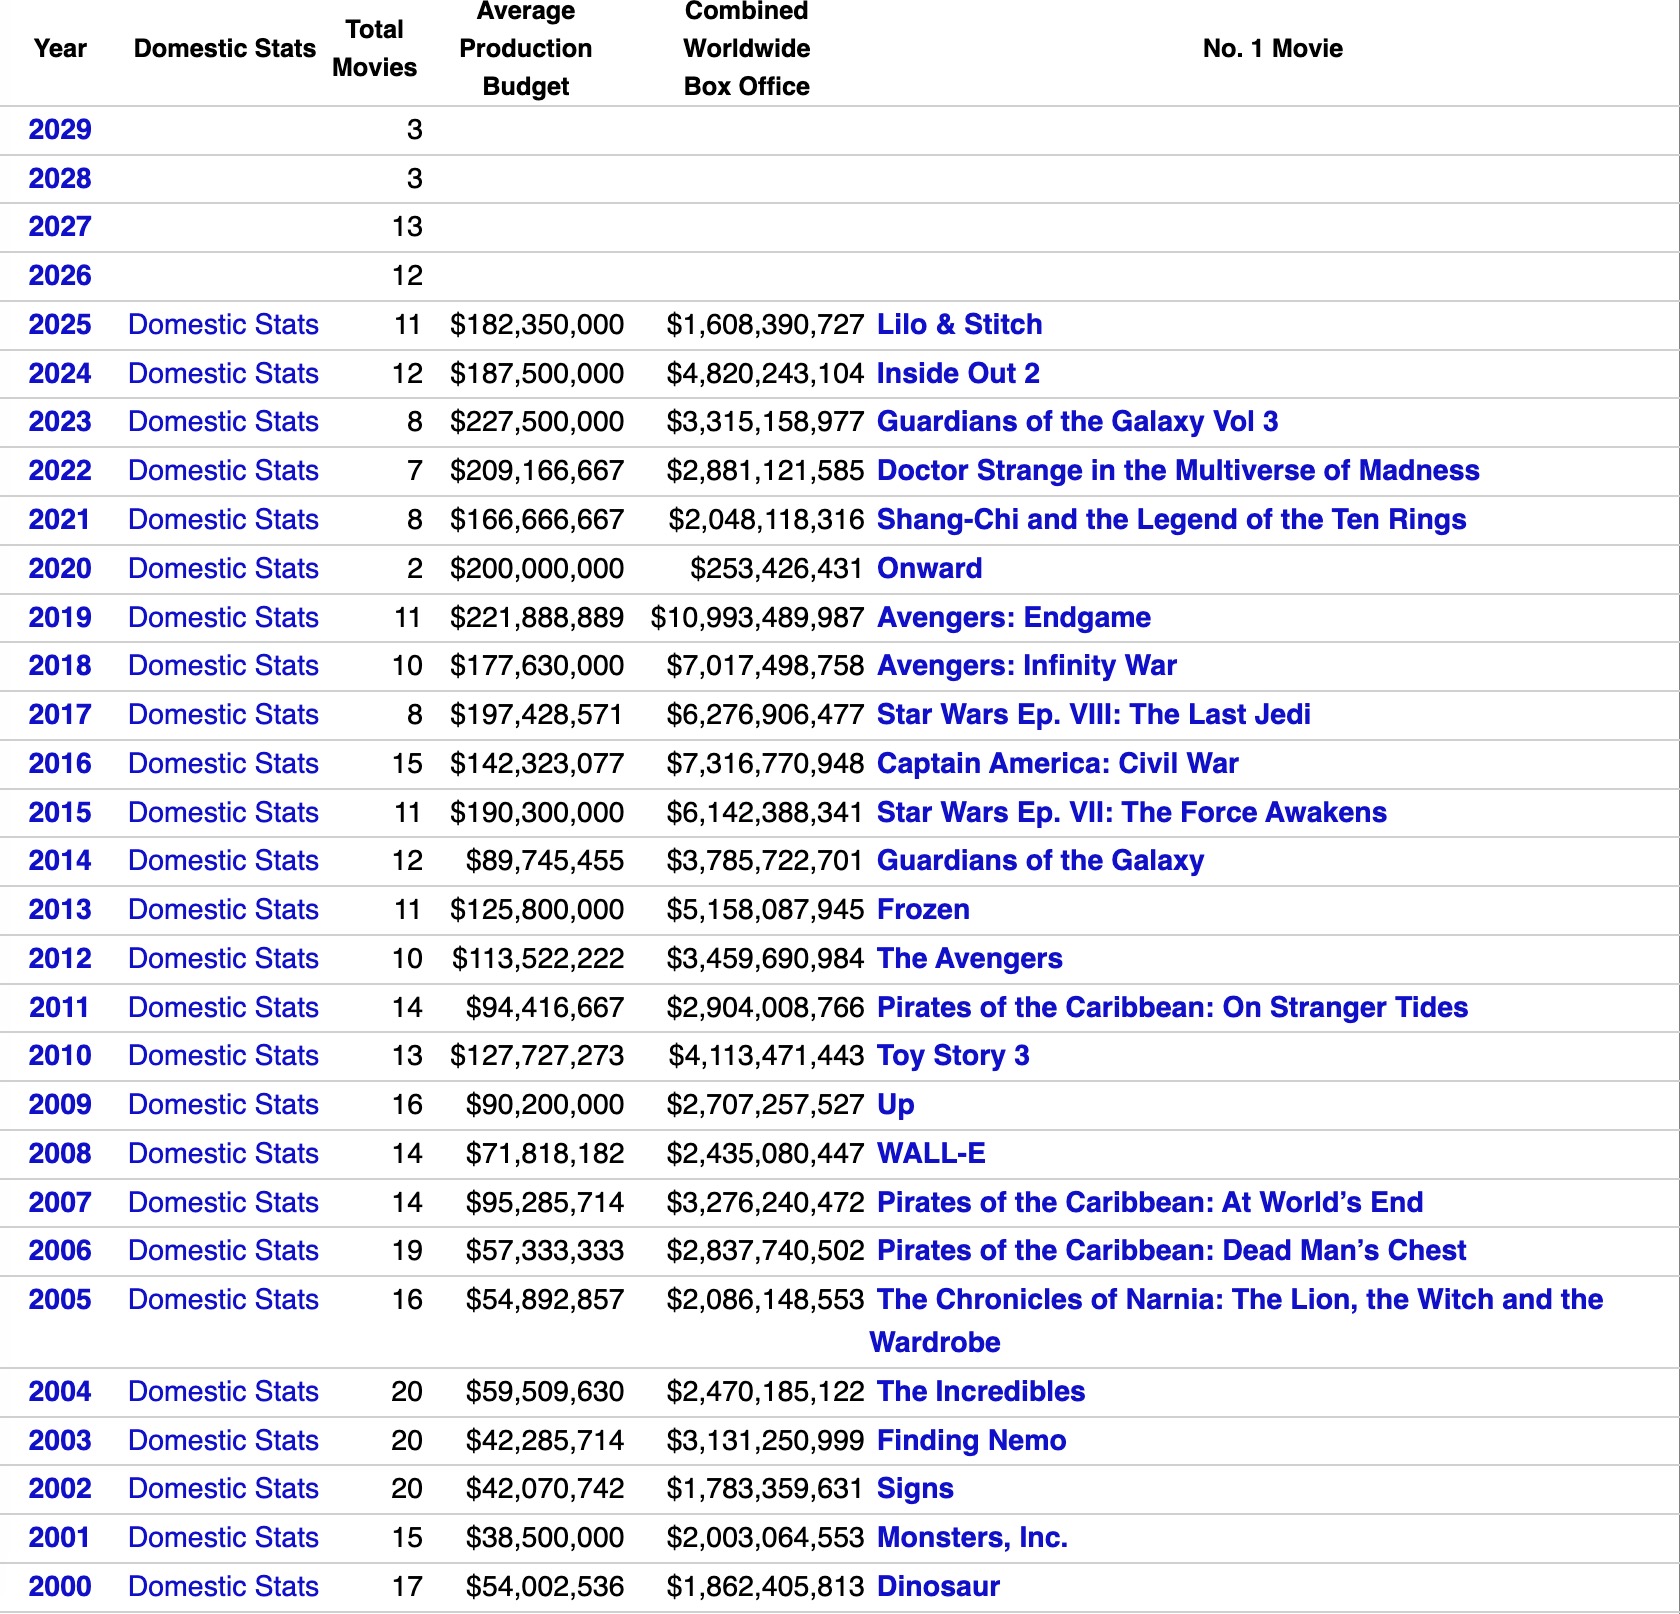 Year Domestic Stats Total Movies Average Production Budget Combined Worldwide Box Office No. 1 Movie
2029 3
2028 3
2027 13
2026 12
2025 Domestic Stats 11 $182,350,000 $1,608,390,727 Lilo & Stitch
2024 Domestic Stats 12 $187,500,000 $4,820,243,104 Inside Out 2
2023 Domestic Stats 8 $227,500,000 $3,315,158,977 Guardians of the Galaxy Vol 3
2022 Domestic Stats 7 $209,166,667 $2,881,121,585 Doctor Strange in the Multiverse of Madness
2021 Domestic Stats 8 $166,666,667 $2,048,118,316 Shang-Chi and the Legend of the Ten Rings
2020 Domestic Stats 2 $200,000,000 $253,426,431 Onward
2019 Domestic Stats 11 $221,888,889 $10,993,489,987 Avengers: Endgame
2018 Domestic Stats 10 $177,630,000 $7,017,498,758 Avengers: Infinity War
2017 Domestic Stats 8 $197,428,571 $6,276,906,477 Star Wars Ep. VIII: The Last Jedi
2016 Domestic Stats 15 $142,323,077 $7,316,770,948 Captain America: Civil War
2015 Domestic Stats 11 $190,300,000 $6,142,388,341 Star Wars Ep. VII: The Force Awakens
2014 Domestic Stats 12 $89,745,455 $3,785,722,701 Guardians of the Galaxy
2013 Domestic Stats 11 $125,800,000 $5,158,087,945 Frozen
2012 Domestic Stats 10 $113,522,222 $3,459,690,984 The Avengers
2011 Domestic Stats 14 $94,416,667 $2,904,008,766 Pirates of the Caribbean: On Stranger Tides
2010 Domestic Stats 13 $127,727,273 $4,113,471,443 Toy Story 3
2009 Domestic Stats 16 $90,200,000 $2,707,257,527 Up
2008 Domestic Stats 14 $71,818,182 $2,435,080,447 WALL-E
2007 Domestic Stats 14 $95,285,714 $3,276,240,472 Pirates of the Caribbean: At World’s End
2006 Domestic Stats 19 $57,333,333 $2,837,740,502 Pirates of the Caribbean: Dead Man’s Chest
2005 Domestic Stats 16 $54,892,857 $2,086,148,553 The Chronicles of Narnia: The Lion, the Witch and the
Wardrobe
2004 Domestic Stats 20 $59,509,630 $2,470,185,122 The Incredibles
2003 Domestic Stats 20 $42,285,714 $3,131,250,999 Finding Nemo
2002 Domestic Stats 20 $42,070,742 $1,783,359,631 Signs
2001 Domestic Stats 15 $38,500,000 $2,003,064,553 Monsters, Inc.
2000 Domestic Stats 17 $54,002,536 $1,862,405,813 Dinosaur